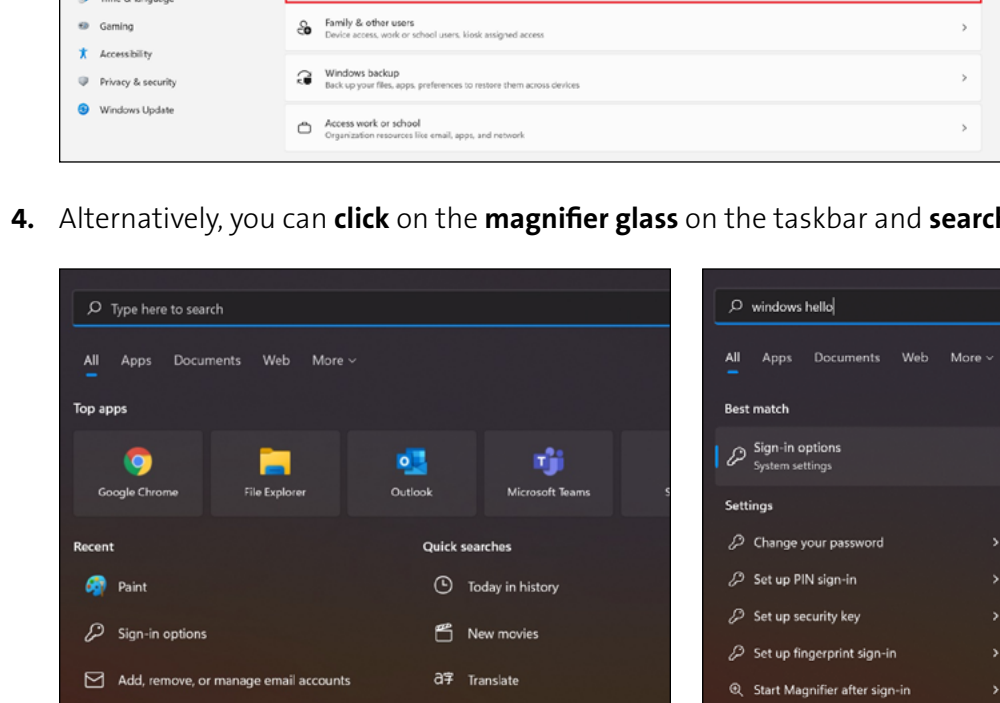 Time & language
Gaming
Accessibility
Privacy & security
Windows Update
Family & other users
Device access, work or school users, kiosk assigned access
Windows backup
Back up your files, apps, preferences to restore them across devices
Access work or school
Organization resources like email, apps, and network
4. Alternatively, you can click on the magnifier glass on the taskbar and search
Type here to search
All Apps Documents Web More
Top apps
Google Chrome File Explorer Outlook Microsoft Teams S
Recent Quick searches
Paint Today in history
Sign-in options New movies
Add, remove, or manage email accounts Translate
windows hello
All Apps Documents Web More
Best match
Sign-in options
System settings
Settings
Change your password
Set up PIN sign-in
Set up security key
Set up fingerprint sign-in
Start Magnifier after sign-in